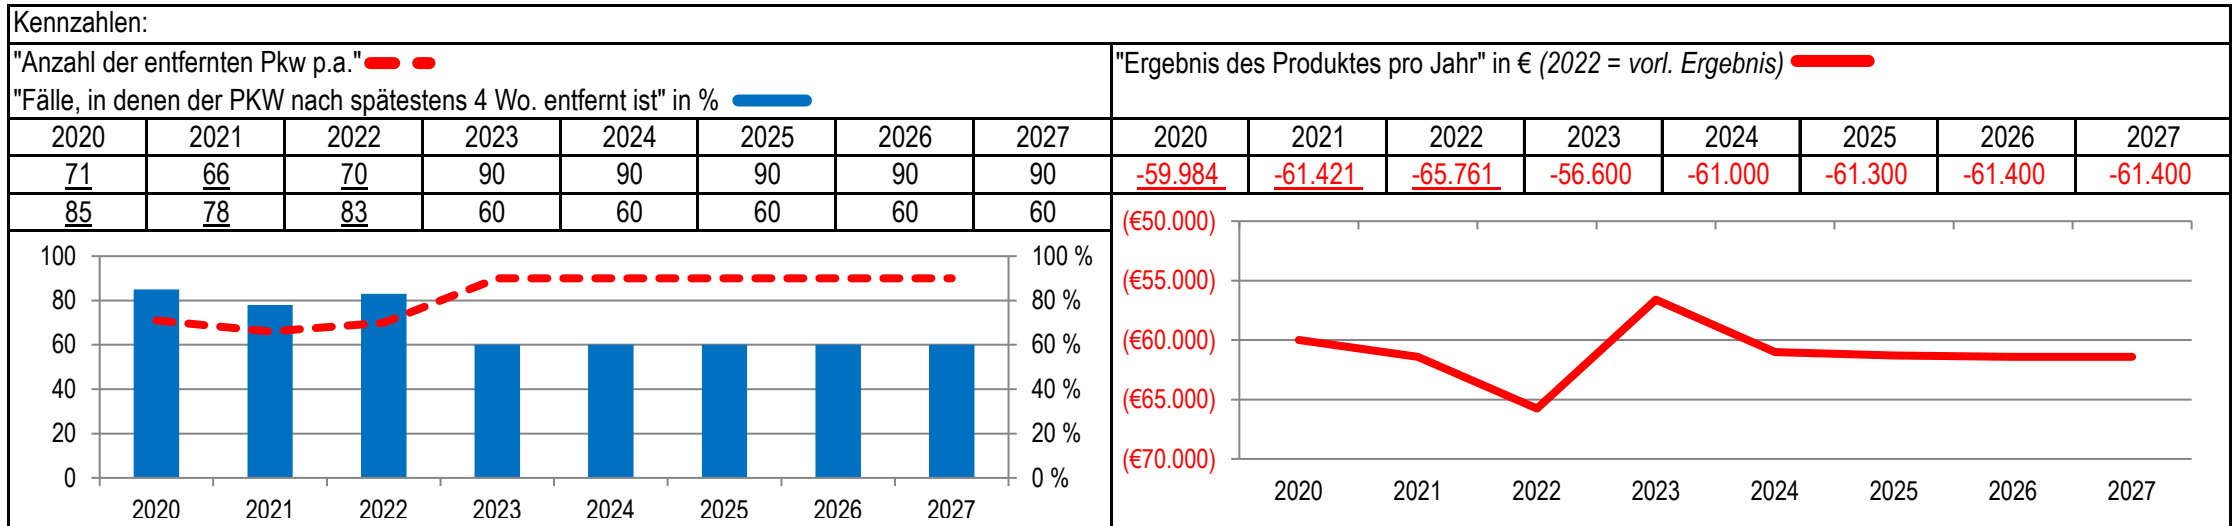 Kennzahlen:
"Anzahl der entfernten Pkw p.a."
"Fälle, in denen der PKW nach spätestens 4 Wo. entfernt ist" in %
2020 2021 2022 2023 2024 2025 2026 2027
71 66 70 90 90 90 90 90
85 78 83 60 60 60 60 60
100 100 %
80 80 %
60 60 %
40 40 %
20 20 %
0 0 %
2020 2021 2022 2023 2024 2025 2026 2027
"Ergebnis des Produktes pro Jahr" in € (2022 = vorl. Ergebnis)
2020 2021 2022 2023 2024 2025 2026 2027
-59.984 -61.421 -65.761 -56.600 -61.000 -61.300 -61.400 -61.400
(€50.000)
(€55.000)
(€60.000)
(€65.000)
(€70.000)
2020 2021 2022 2023 2024 2025 2026 2027